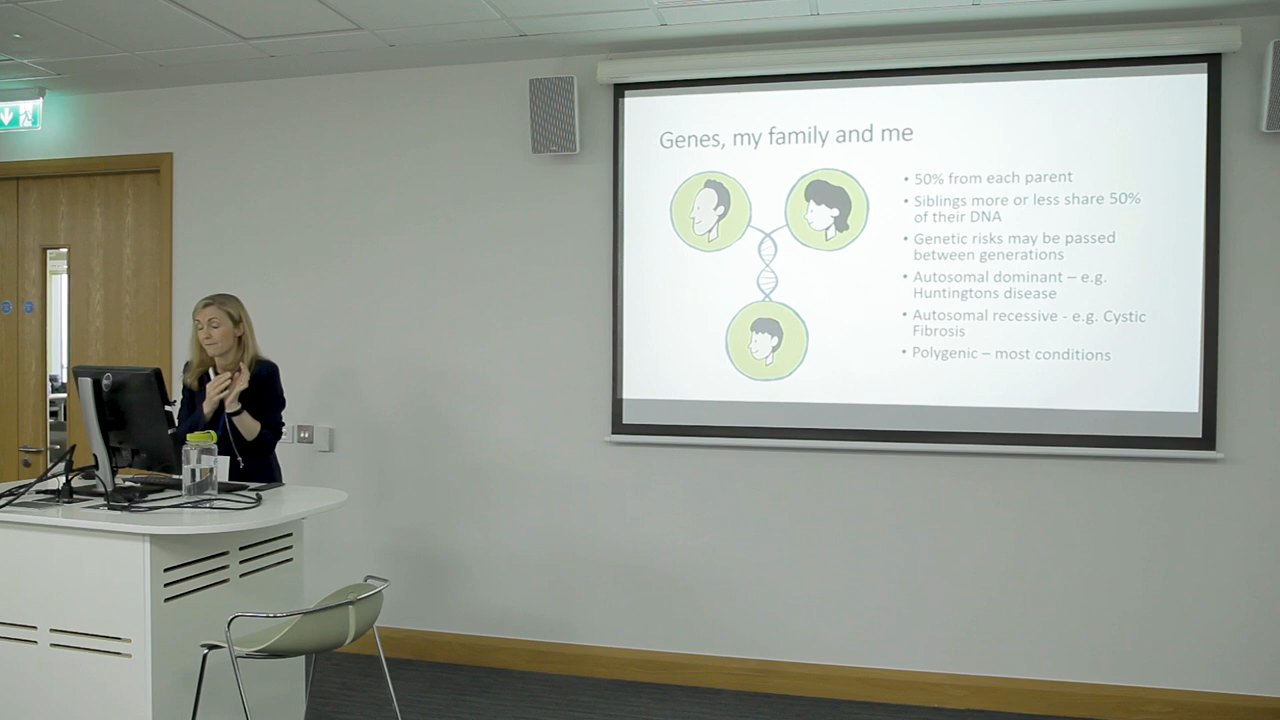 Genes, my family and me
• 50% from each parent
• Siblings more or less share 50%
of their DNA
• Genetic risks may be passed
between generations
• Autosomal dominant – e.g.
Huntingtons disease
• Autosomal recessive - e.g. Cystic
Fibrosis
• Polygenic – most conditions